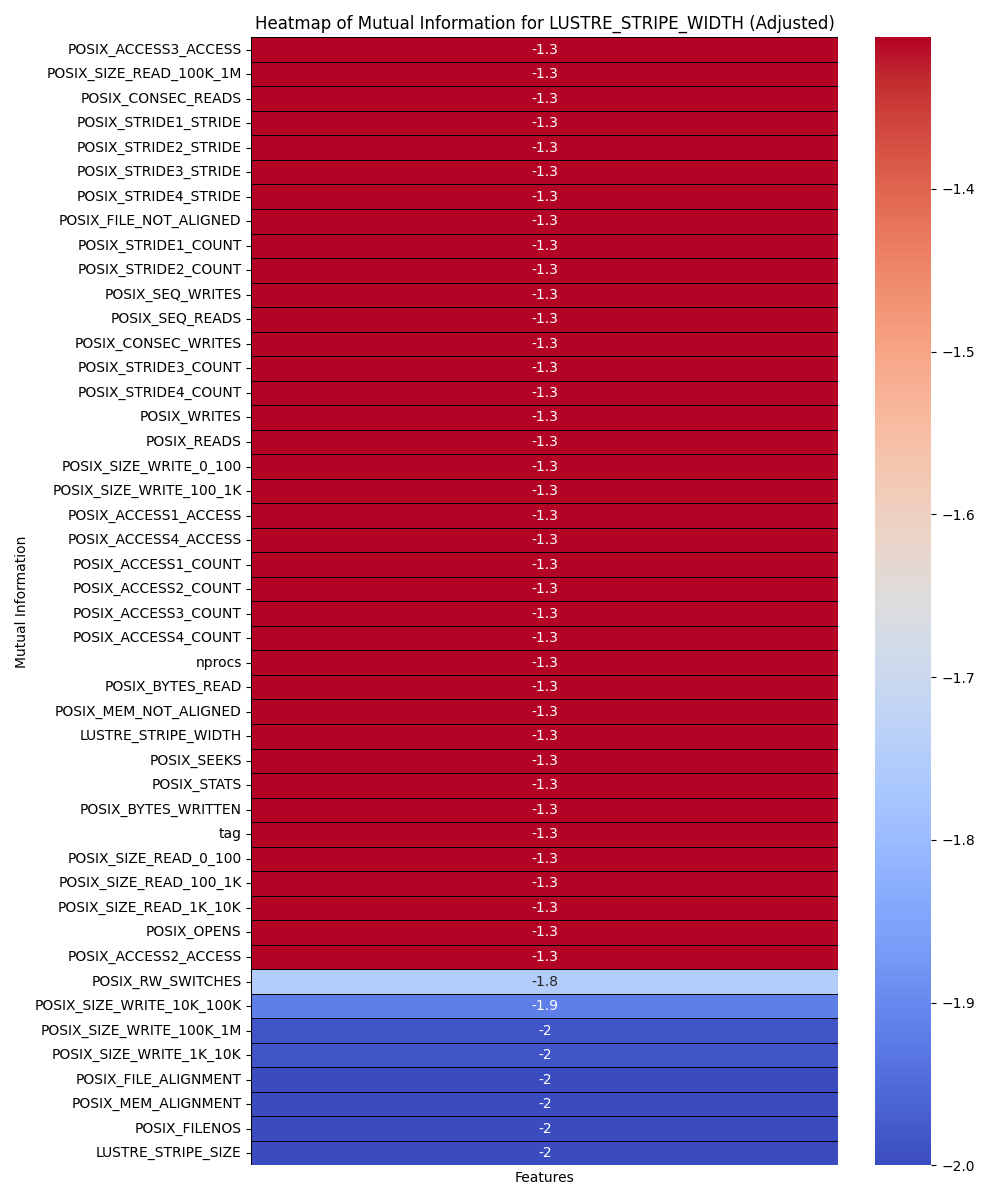 Heatmap of Mutual Information for LUSTRE_STRIPE_WIDTH (Adjusted)
POSIX_ACCESS3_ACCESS -1.3
POSIX_SIZE_READ_100K_1M -1.3
POSIX_CONSEC_READS -1.3
POSIX_STRIDE1_STRIDE -1.3
POSIX_STRIDE2_STRIDE -1.3
POSIX_STRIDE3_STRIDE -1.3
POSIX_STRIDE4_STRIDE -1.3
POSIX_FILE_NOT_ALIGNED -1.3
POSIX_STRIDE1_COUNT -1.3
POSIX_STRIDE2_COUNT -1.3
POSIX_SEQ_WRITES -1.3
POSIX_SEQ_READS -1.3
POSIX_CONSEC_WRITES -1.3
POSIX_STRIDE3_COUNT -1.3
POSIX_STRIDE4_COUNT -1.3
POSIX_WRITES -1.3
POSIX_READS -1.3
POSIX_SIZE_WRITE_0_100 -1.3
POSIX_SIZE_WRITE_100_1K -1.3
POSIX_ACCESS1_ACCESS -1.3
POSIX_ACCESS4_ACCESS -1.3
POSIX_ACCESS1_COUNT -1.3
POSIX_ACCESS2_COUNT -1.3
POSIX_ACCESS3_COUNT -1.3
POSIX_ACCESS4_COUNT -1.3
nprocs -1.3
POSIX_BYTES_READ -1.3
POSIX_MEM_NOT_ALIGNED -1.3
LUSTRE_STRIPE_WIDTH -1.3
POSIX_SEEKS -1.3
POSIX_STATS -1.3
POSIX_BYTES_WRITTEN -1.3
tag -1.3
POSIX_SIZE_READ_0_100 -1.3
POSIX_SIZE_READ_100_1K -1.3
POSIX_SIZE_READ_1K_10K -1.3
POSIX_OPENS -1.3
POSIX_ACCESS2_ACCESS -1.3
POSIX_RW_SWITCHES -1.8
POSIX_SIZE_WRITE_10K_100K -1.9
POSIX_SIZE_WRITE_100K_1M -2
POSIX_SIZE_WRITE_1K_10K -2
POSIX_FILE_ALIGNMENT -2
POSIX_MEM_ALIGNMENT -2
POSIX_FILENOS -2
LUSTRE_STRIPE_SIZE -2
Mutual Information
Features
−1.4
−1.5
−1.6
−1.7
−1.8
−1.9
−2.0